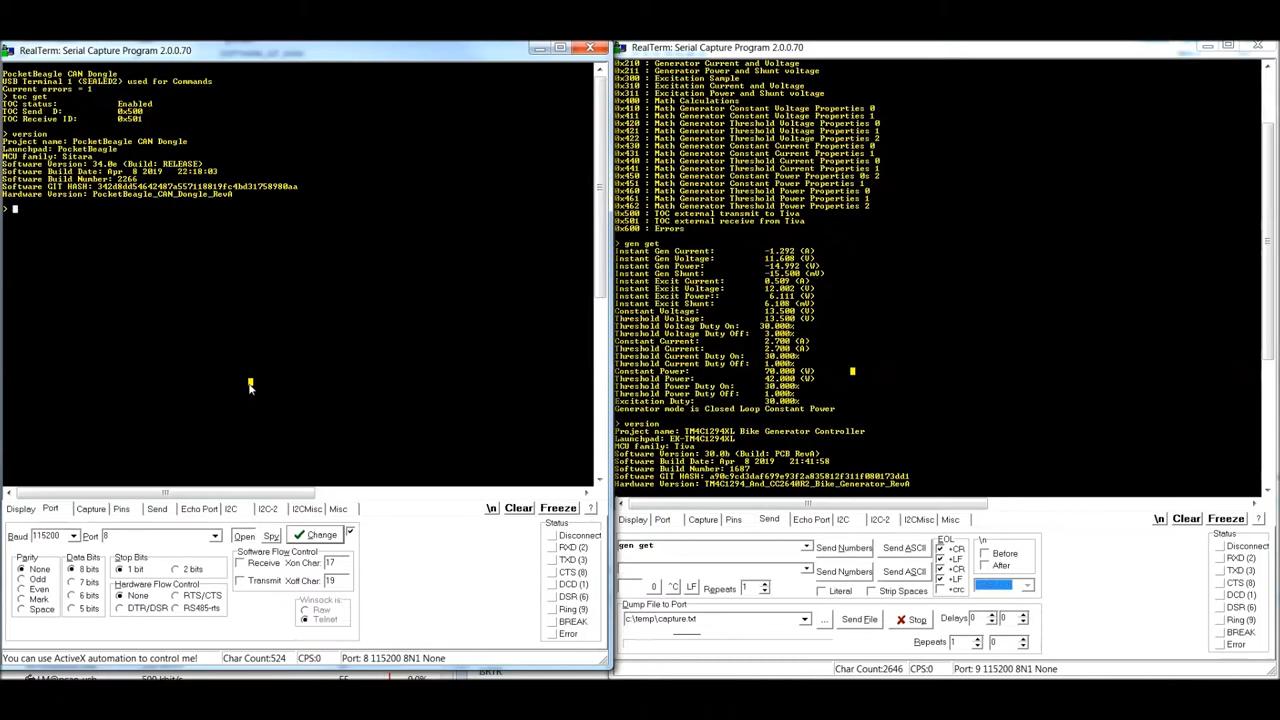 RealTerm: Serial Capture Program 2.0.0.70
PocketBeagle CAN Dongle
USB Terminal 1 (SEALED2) used for Commands
Current errors = 1
> toc get
TOC status: Enabled
TOC Send D: 0x500
TOC Receive ID: 0x501
> version
Project name: PocketBeagle CAN Dongle
Launchpad: PocketBeagle
MCU family: Sitara
Software Version: 34.0e (Build: RELEASE)
Software Build Date: Apr 8 2019 22:18:03
Software Build Number: 2266
Software GIT HASH: 342d8dd54642487a557118819fc4bd31758980aa
Hardware Version: PocketBeagle_CAN_Dongle_RevA
>
Display Port Capture Pins Send Echo Port I2C I2C-2 I2CMisc Misc \n Clear Freeze ?
Baud 115200 Port 8 Open Spy Change
Parity
None
Odd
Even
Mark
Space
Data Bits
8 bits
7 bits
6 bits
5 bits
Stop Bits
1 bit 2 bits
Hardware Flow Control
None RTS/CTS
DTR/DSR RS485-rts
Software Flow Control
Receive Xon Char: 17
Transmit Xoff Char: 19
Winsock is:
Raw
Telnet
Status
Disconnect
RXD (2)
TXD (3)
CTS (8)
DCD (1)
DSR (6)
Ring (9)
BREAK
Error
You can use ActiveX automation to control me! Char Count:524 CPS:0 Port: 8 115200 8N1 None
RealTerm: Serial Capture Program 2.0.0.70
0x210 : Generator Current and Voltage
0x211 : Generator Power and Shunt voltage
0x300 : Excitation Sample
0x310 : Excitation Current and Voltage
0x311 : Excitation Power and Shunt voltage
0x400 : Math Calculations
0x410 : Math Generator Constant Voltage Properties 0
0x411 : Math Generator Constant Voltage Properties 1
0x420 : Math Generator Threshold Voltage Properties 0
0x421 : Math Generator Threshold Voltage Properties 1
0x422 : Math Generator Threshold Voltage Properties 2
0x430 : Math Generator Constant Current Properties 0
0x431 : Math Generator Constant Current Properties 1
0x440 : Math Generator Threshold Current Properties 0
0x441 : Math Generator Threshold Current Properties 1
0x450 : Math Generator Constant Power Properties 0s 2
0x451 : Math Generator Constant Power Properties 1
0x460 : Math Generator Threshold Power Properties 0
0x461 : Math Generator Threshold Power Properties 1
0x462 : Math Generator Threshold Power Properties 2
0x500 : TOC external transmit to Tiva
0x501 : TOC external receive from Tiva
0x600 : Errors
> gen get
Instant Gen Current: -1.292 (A)
Instant Gen Voltage: 11.608 (V)
Instant Gen Power: -14.992 (W)
Instant Gen Shunt: -15.500 (mV)
Instant Excit Current: 0.509 (A)
Instant Excit Voltage: 12.002 (V)
Instant Excit Power:: 6.111 (W)
Instant Excit Shunt: 6.108 (mV)
Constant Voltage: 13.500 (V)
Threshold Voltage: 13.500 (V)
Threshold Voltag Duty On: 30.000%
Threshold Voltage Duty Off: 3.000%
Constant Current: 2.700 (A)
Threshold Current: 2.700 (A)
Threshold Current Duty On: 30.000%
Threshold Current Duty Off: 1.000%
Constant Power: 70.000 (W)
Threshold Power: 42.000 (W)
Threshold Power Duty On: 30.000%
Threshold Power Duty Off: 1.000%
Excitation Duty: 30.000%
Generator mode is Closed Loop Constant Power
> version
Project name: TM4C1294XL Bike Generator Controller
Launchpad: EK-TM4C1294XL
MCU family: Tiva
Software Version: 30.0b (Build: PCB RevA)
Software Build Date: Apr 8 2019 21:41:58
Software Build Number: 1687
Software GIT HASH: a90c9cd3daf699e93f2a835812f311f080173dd1
Hardware Version: TM4C1294_And_CC2640R2_Bike_Generator_RevA
Display Port Capture Pins Send Echo Port I2C I2C-2 I2CMisc Misc \n Clear Freeze ?
gen get Send Numbers Send ASCII
Send Numbers Send ASCII
0 ^C LF Repeats 1 Literal Strip Spaces
EOL
+CR
+LF
+CR
+LF
+crc
\n
Before
After
Dump File to Port
c:\temp\capture.txt ... Send File Stop Delays 0 0
Repeats 1 0
Status
Disconnect
RXD (2)
TXD (3)
CTS (8)
DCD (1)
DSR (6)
Ring (9)
BREAK
Error
Char Count:2646 CPS:0 Port: 9 115200 8N1 None